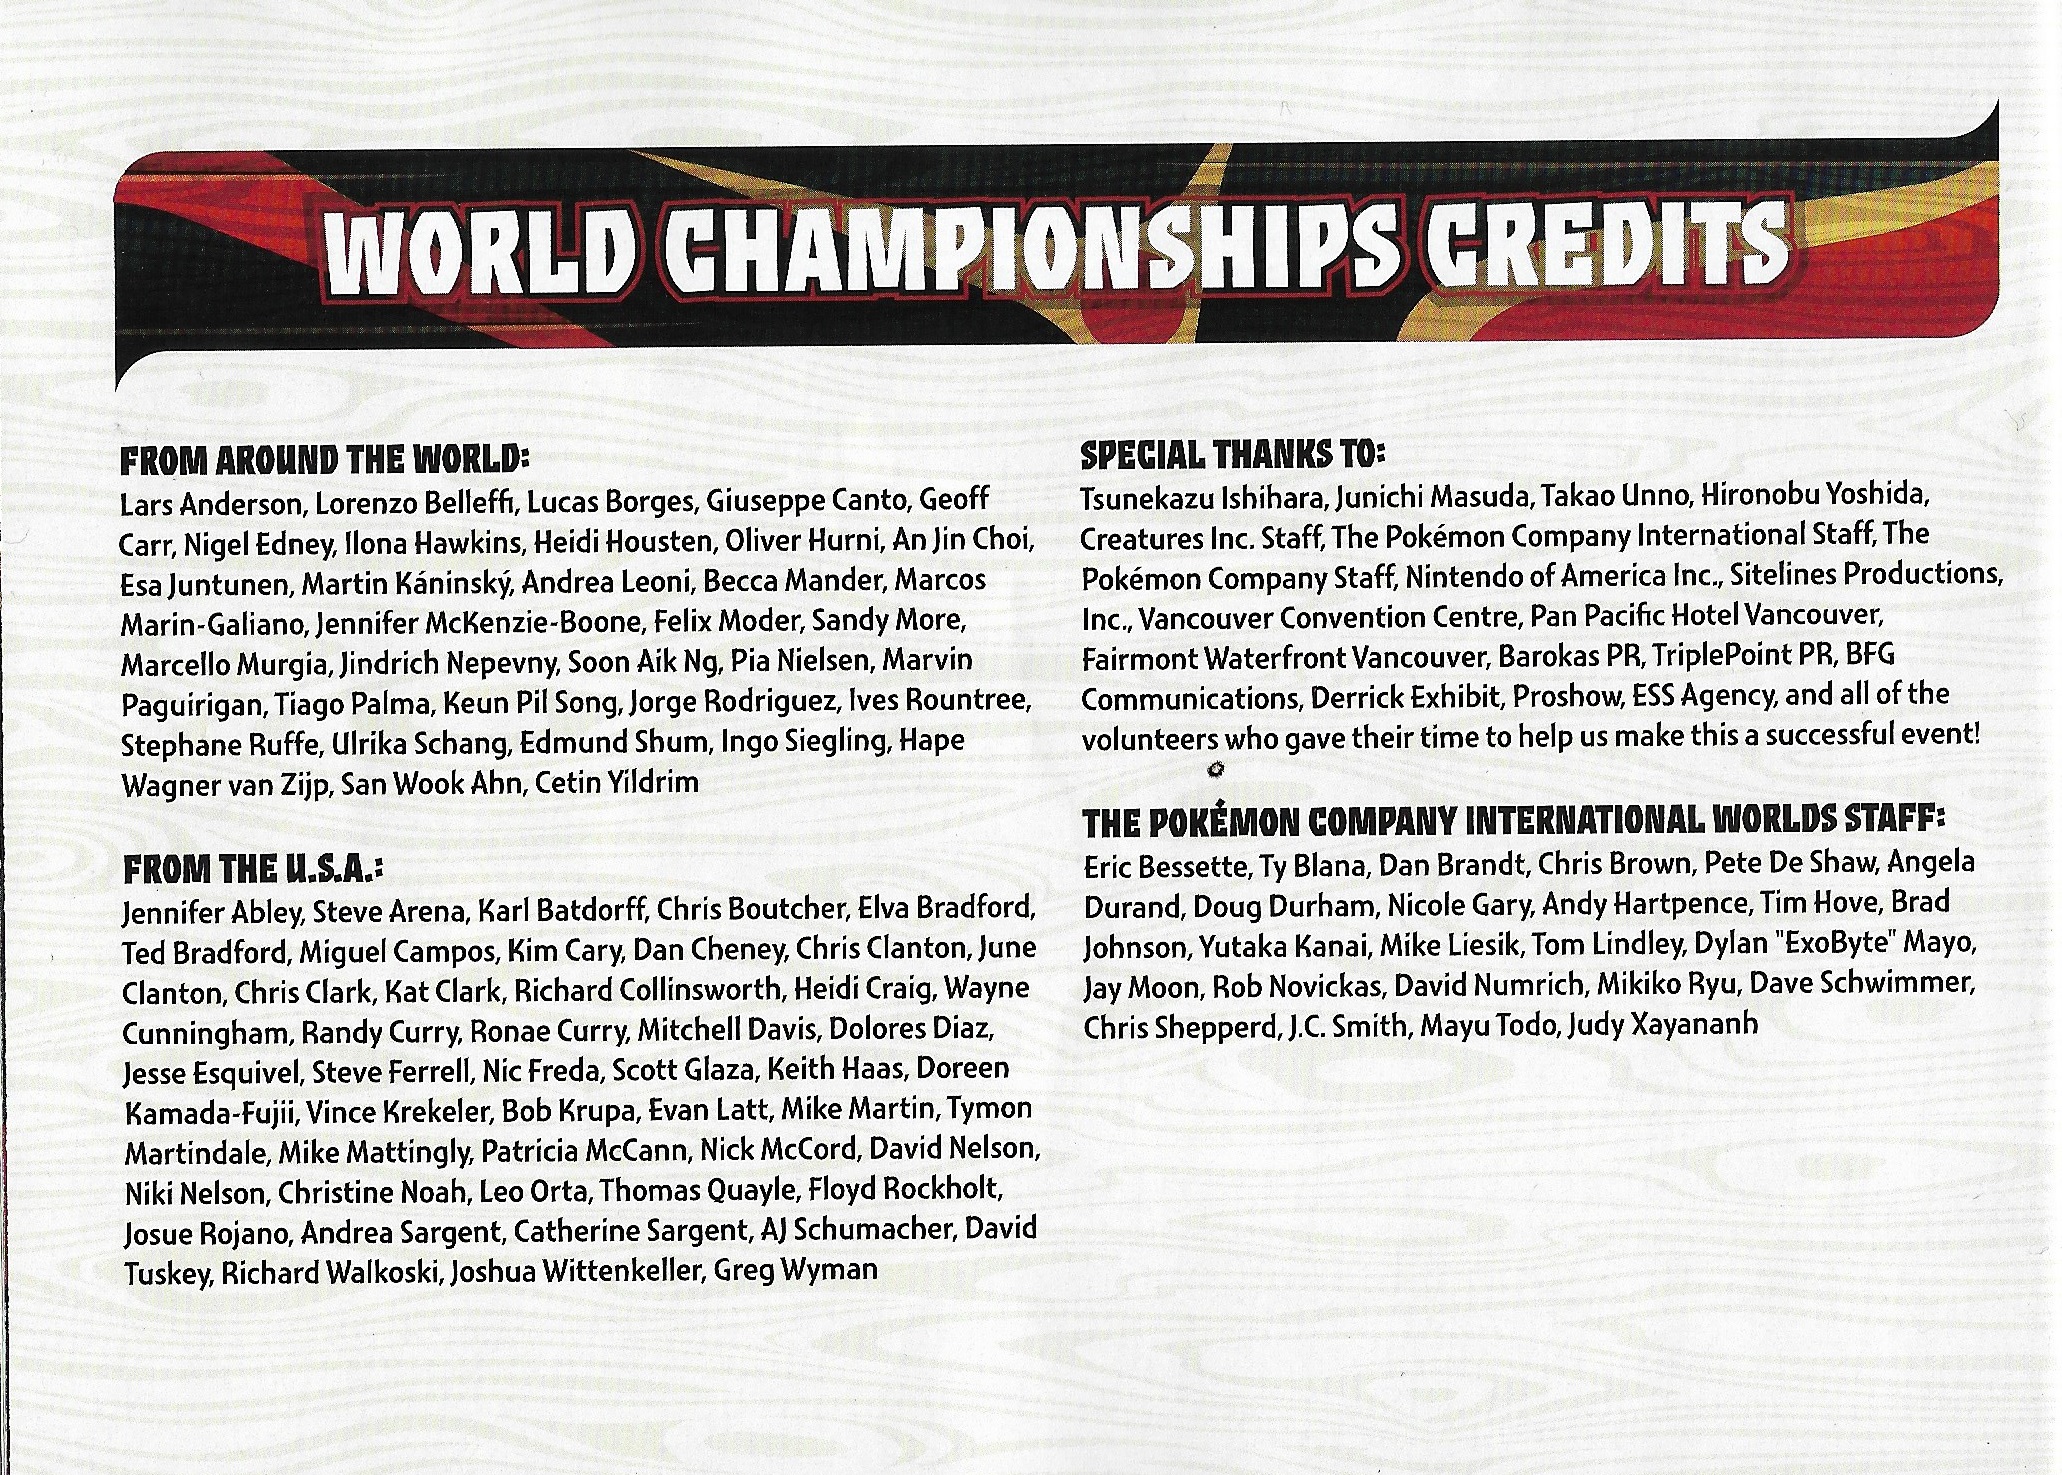 WORLD CHAMPIONSHIPS CREDITS
FROM AROUND THE WORLD:
Lars Anderson, Lorenzo Belleffi, Lucas Borges, Giuseppe Canto, Geoff
Carr, Nigel Edney, Ilona Hawkins, Heidi Housten, Oliver Hurni, An Jin Choi,
Esa Juntunen, Martin Káninský, Andrea Leoni, Becca Mander, Marcos
Marin-Galiano, Jennifer McKenzie-Boone, Felix Moder, Sandy More,
Marcello Murgia, Jindrich Nepevny, Soon Aik Ng, Pia Nielsen, Marvin
Paguirigan, Tiago Palma, Keun Pil Song, Jorge Rodriguez, Ives Rountree,
Stephane Ruffe, Ulrika Schang, Edmund Shum, Ingo Siegling, Hape
Wagner van Zijp, San Wook Ahn, Cetin Yildrim
FROM THE U.S.A.:
Jennifer Abley, Steve Arena, Karl Batdorff, Chris Boutcher, Elva Bradford,
Ted Bradford, Miguel Campos, Kim Cary, Dan Cheney, Chris Clanton, June
Clanton, Chris Clark, Kat Clark, Richard Collinsworth, Heidi Craig, Wayne
Cunningham, Randy Curry, Ronae Curry, Mitchell Davis, Dolores Diaz,
Jesse Esquivel, Steve Ferrell, Nic Freda, Scott Glaza, Keith Haas, Doreen
Kamada-Fujii, Vince Krekeler, Bob Krupa, Evan Latt, Mike Martin, Tymon
Martindale, Mike Mattingly, Patricia McCann, Nick McCord, David Nelson,
Niki Nelson, Christine Noah, Leo Orta, Thomas Quayle, Floyd Rockholt,
Josue Rojano, Andrea Sargent, Catherine Sargent, AJ Schumacher, David
Tuskey, Richard Walkoski, Joshua Wittenkeller, Greg Wyman
SPECIAL THANKS TO:
Tsunekazu Ishihara, Junichi Masuda, Takao Unno, Hironobu Yoshida,
Creatures Inc. Staff, The Pokémon Company International Staff, The
Pokémon Company Staff, Nintendo of America Inc., Sitelines Productions,
Inc., Vancouver Convention Centre, Pan Pacific Hotel Vancouver,
Fairmont Waterfront Vancouver, Barokas PR, TriplePoint PR, BFG
Communications, Derrick Exhibit, Proshow, ESS Agency, and all of the
volunteers who gave their time to help us make this a successful event!
THE POKÉMON COMPANY INTERNATIONAL WORLDS STAFF:
Eric Bessette, Ty Blana, Dan Brandt, Chris Brown, Pete De Shaw, Angela
Durand, Doug Durham, Nicole Gary, Andy Hartpence, Tim Hove, Brad
Johnson, Yutaka Kanai, Mike Liesik, Tom Lindley, Dylan "ExoByte" Mayo,
Jay Moon, Rob Novickas, David Numrich, Mikiko Ryu, Dave Schwimmer,
Chris Shepperd, J.C. Smith, Mayu Todo, Judy Xayananh